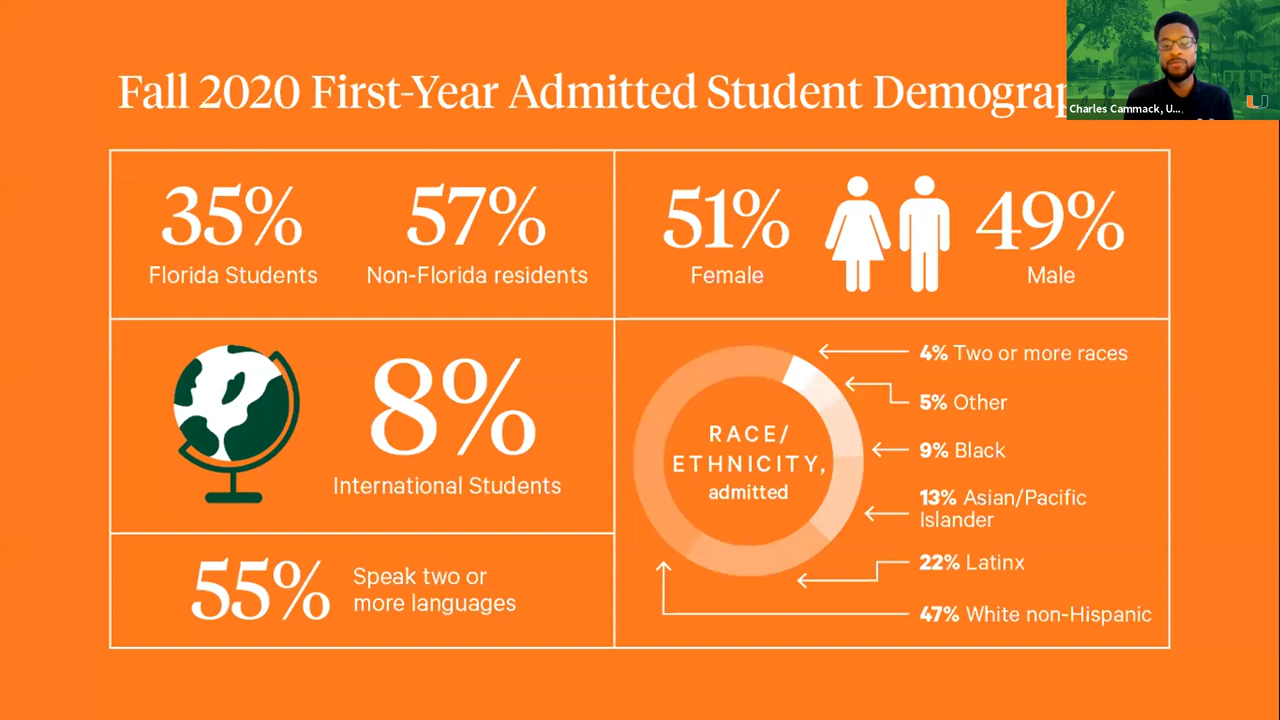 Fall 2020 First-Year Admitted Student Demograp
Charles Cammack, U...
35%
Florida Students
57%
Non-Florida residents
51%
Female
49%
Male
8%
International Students
55%
Speak two or
more languages
RACE/
ETHNICITY,
admitted
4% Two or more races
5% Other
9% Black
13% Asian/Pacific
Islander
22% Latinx
47% White non-Hispanic